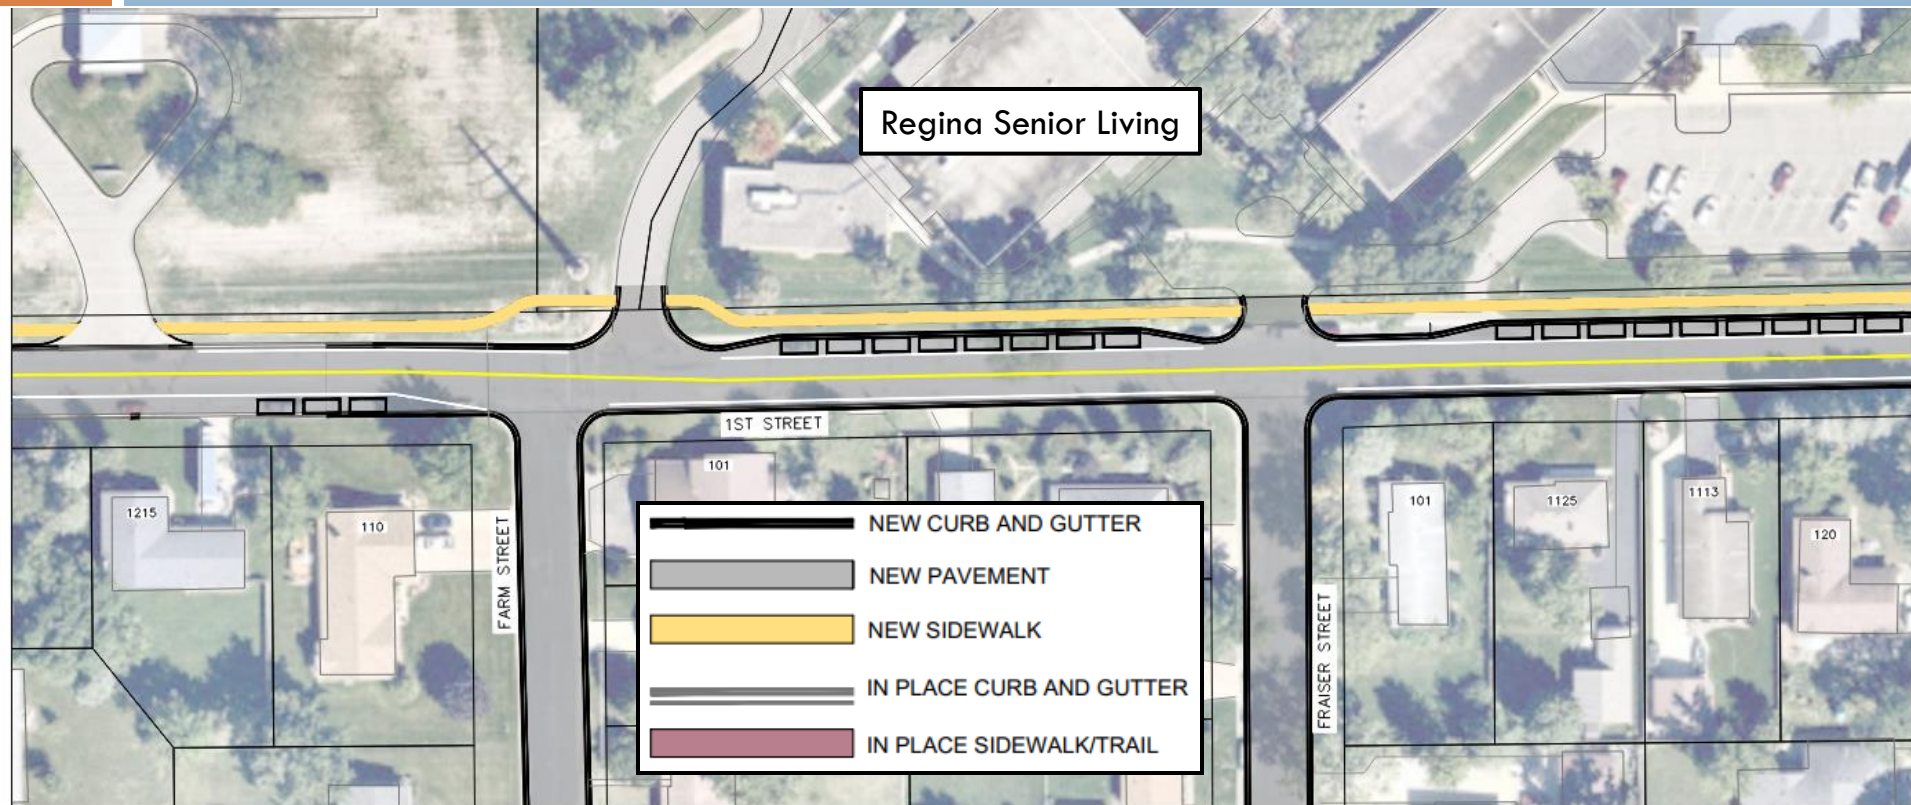 Regina Senior Living
1ST STREET
101
1215
110
FARM STREET
101
1125
1113
120
FRAISER STREET
NEW CURB AND GUTTER
NEW PAVEMENT
NEW SIDEWALK
IN PLACE CURB AND GUTTER
IN PLACE SIDEWALK/TRAIL